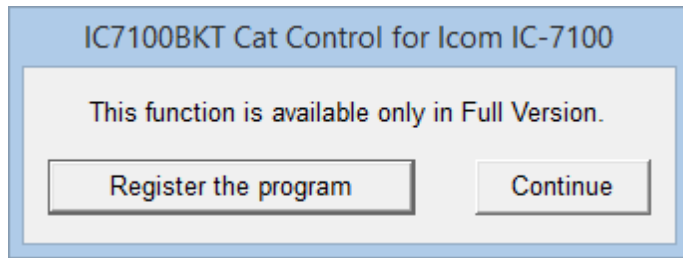 IC7100BKT Cat Control for Icom IC-7100
This function is available only in Full Version.
Register the program
Continue